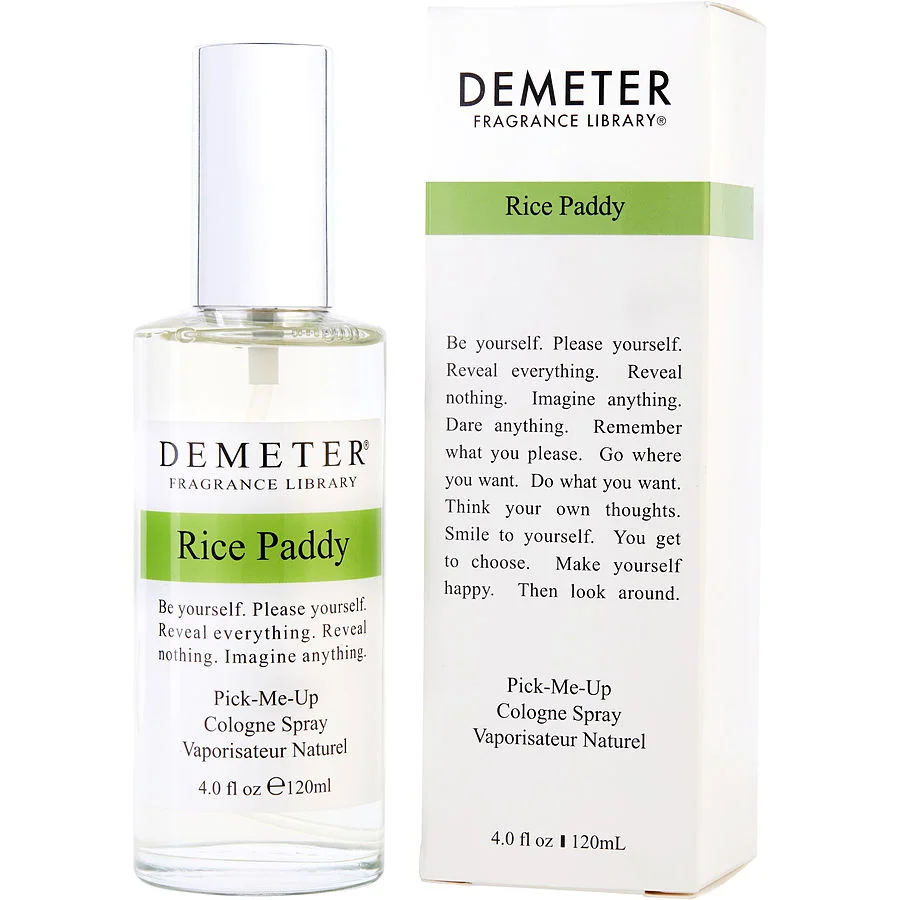 DEMETER®
FRAGRANCE LIBRARY
Rice Paddy
Be yourself. Please yourself.
Reveal everything. Reveal
nothing. Imagine anything.
Pick-Me-Up
Cologne Spray
Vaporisateur Naturel
4.0 fl oz ℮120ml
DEMETER
FRAGRANCE LIBRARY®
Rice Paddy
Be yourself. Please yourself.
Reveal everything. Reveal
nothing. Imagine anything.
Dare anything. Remember
what you please. Go where
you want. Do what you want.
Think your own thoughts.
Smile to yourself. You get
to choose. Make yourself
happy. Then look around.
Pick-Me-Up
Cologne Spray
Vaporisateur Naturel
4.0 fl oz ▮ 120mL